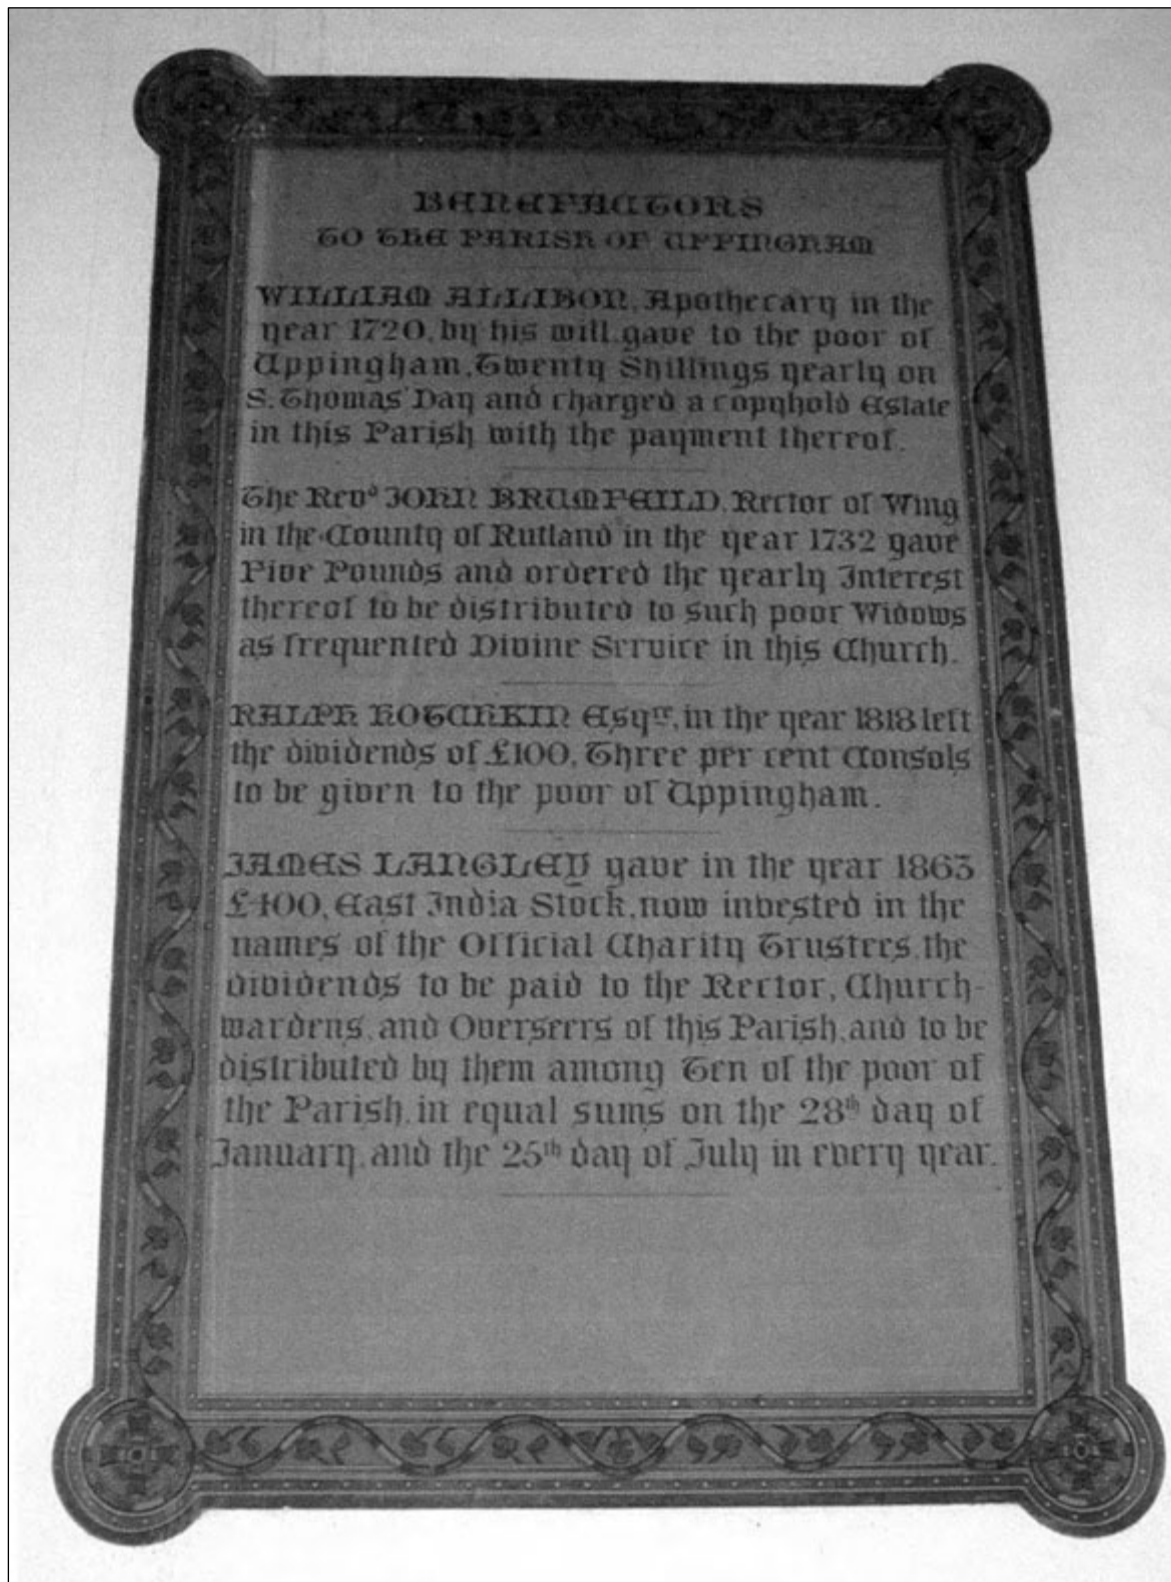 BENEFACTORS
TO THE PARISH OF UPPINGHAM
WILLIAM ALLIBON, Apothecary in the
year 1720, by his will gave to the poor of
Uppingham, Twenty Shillings yearly on
S. Thomas' Day and charged a copyhold Estate
in this Parish with the payment thereof.
The Revd JOHN BRUMFEILD, Rector of Wing
in the County of Rutland in the year 1732 gave
Five Pounds and ordered the yearly Interest
thereof to be distributed to such poor Widows
as frequented Divine Service in this Church.
RALPH HOTCHKIN Esqre, in the year 1818 left
the dividends of £100, Three per cent Consols
to be given to the poor of Uppingham.
JAMES LANGLEY gave in the year 1863
£400, East India Stock, now invested in the
names of the Official Charity Trustees, the
dividends to be paid to the Rector, Church-
wardens, and Overseers of this Parish, and to be
distributed by them among Ten of the poor of
the Parish, in equal sums on the 28th day of
January, and the 25th day of July in every year.